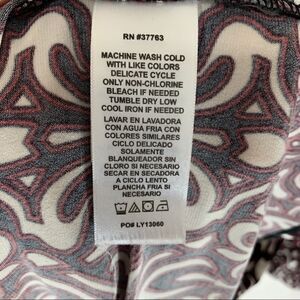 RN #37763
MACHINE WASH COLD
WITH LIKE COLORS
DELICATE CYCLE
ONLY NON-CHLORINE
BLEACH IF NEEDED
TUMBLE DRY LOW
COOL IRON IF NEEDED
LAVAR EN LAVADORA
CON AGUA FRIA CON
COLORES SIMILARES
CICLO DELICADO
SOLAMENTE
BLANQUEADOR SIN
CLORO SI NECESARIO
SECAR EN SECADORA
A CICLO LENTO
PLANCHA FRIA SI
NECESARIO
PO# LY13060